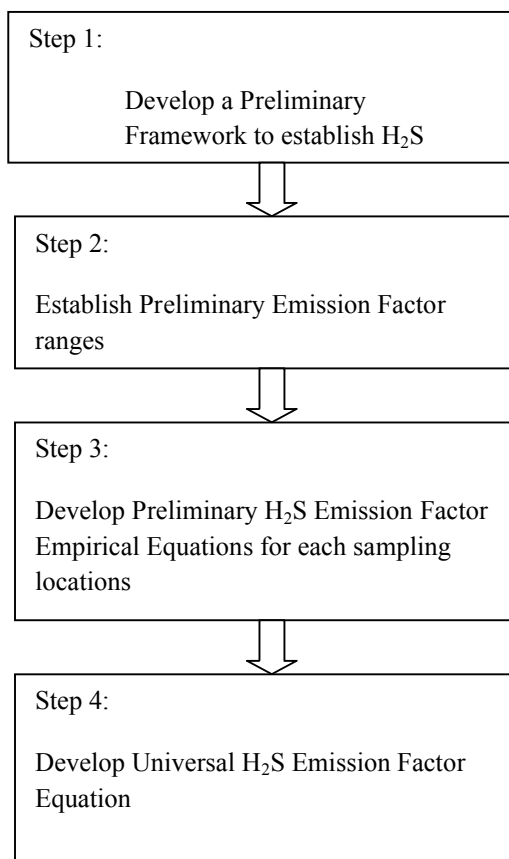 Step 1:
Develop a Preliminary
Framework to establish H₂S
Step 2:
Establish Preliminary Emission Factor
ranges
Step 3:
Develop Preliminary H₂S Emission Factor
Empirical Equations for each sampling
locations
Step 4:
Develop Universal H₂S Emission Factor
Equation